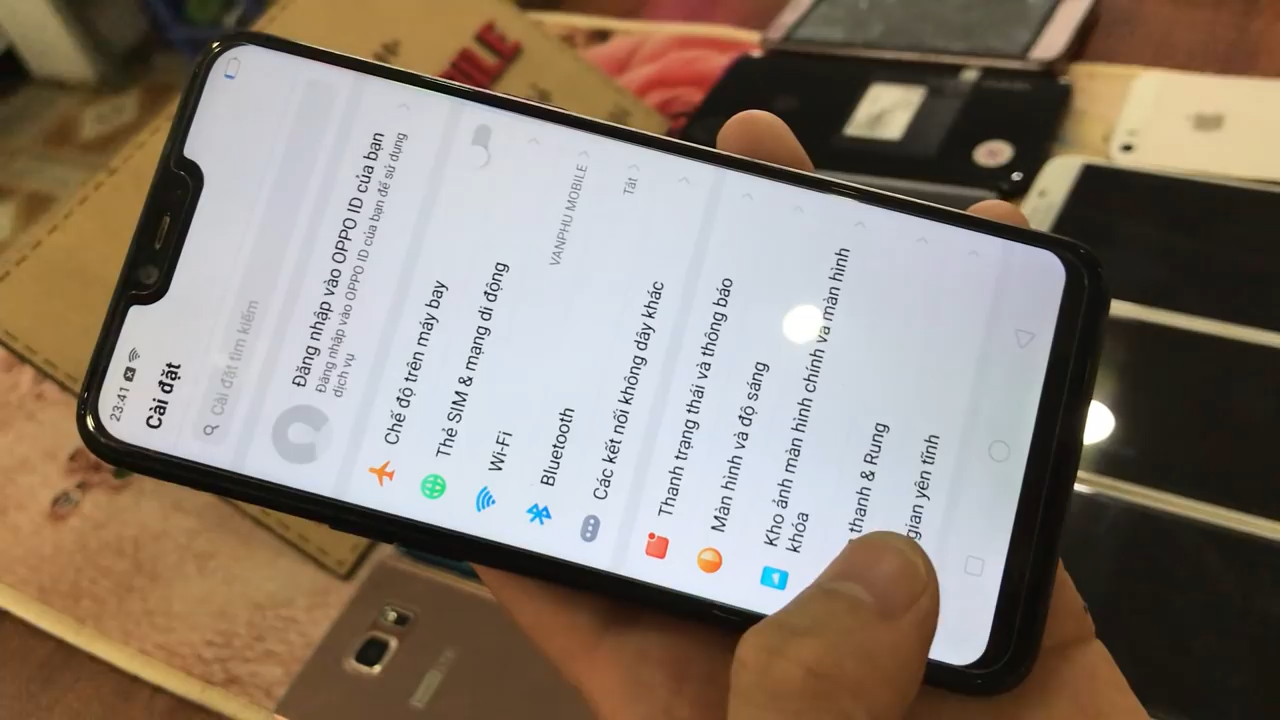 23:41
Cài đặt
Cài đặt tìm kiếm
Đăng nhập vào OPPO ID của bạn
Đăng nhập vào OPPO ID của bạn để sử dụng
dịch vụ
Chế độ trên máy bay
Thẻ SIM & mạng di động
Wi-Fi
VANPHU MOBILE
Bluetooth
Tắt
Các kết nối không dây khác
Thanh trạng thái và thông báo
Màn hình và độ sáng
Kho ảnh màn hình chính và màn hình
khóa
thanh & Rung
gian yên tĩnh